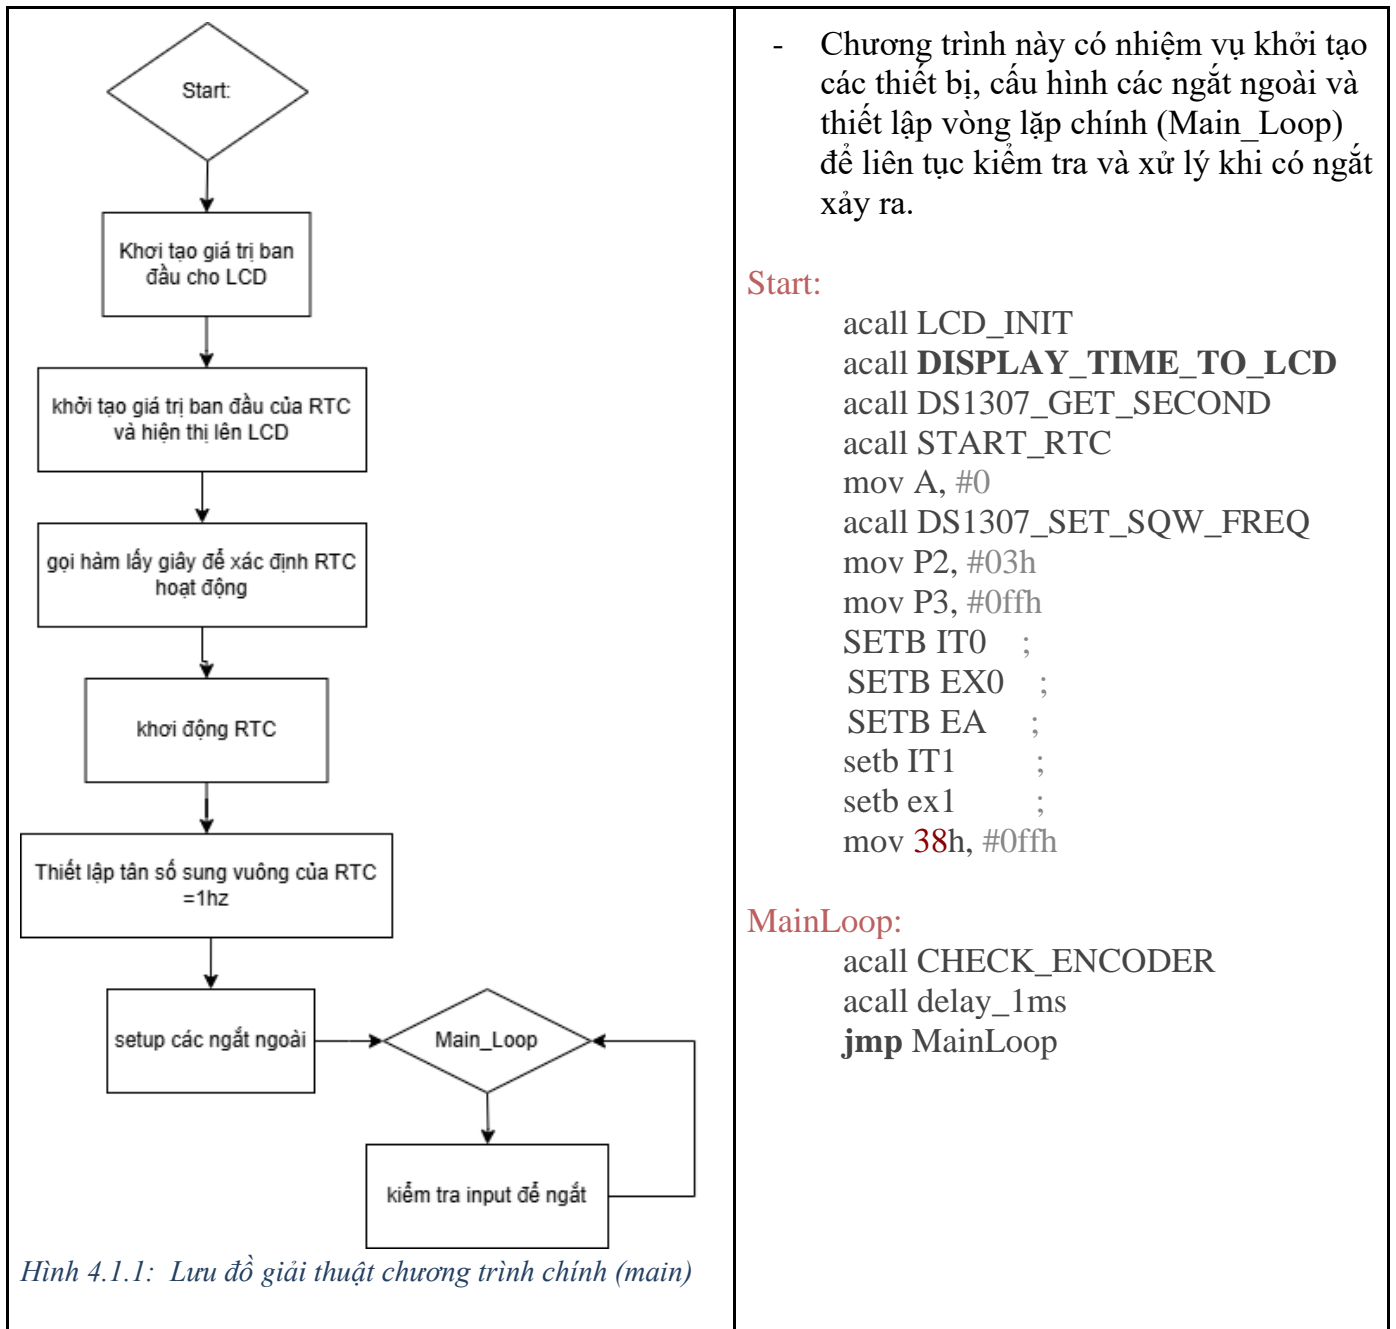 Start:
Khơi tạo giá trị ban
đầu cho LCD
khởi tạo giá trị ban đầu của RTC
và hiện thị lên LCD
gọi hàm lấy giây để xác định RTC
hoạt động
khơi động RTC
Thiết lập tân số sung vuông của RTC
=1hz
setup các ngắt ngoài
Main_Loop
kiểm tra input để ngắt
Hình 4.1.1: Lưu đồ giải thuật chương trình chính (main)
- Chương trình này có nhiệm vụ khởi tạo
các thiết bị, cấu hình các ngắt ngoài và
thiết lập vòng lặp chính (Main_Loop)
để liên tục kiểm tra và xử lý khi có ngắt
xảy ra.
Start:
acall LCD_INIT
acall DISPLAY_TIME_TO_LCD
acall DS1307_GET_SECOND
acall START_RTC
mov A, #0
acall DS1307_SET_SQW_FREQ
mov P2, #03h
mov P3, #0ffh
SETB IT0 ;
SETB EX0 ;
SETB EA ;
setb IT1 ;
setb ex1 ;
mov 38h, #0ffh
MainLoop:
acall CHECK_ENCODER
acall delay_1ms
jmp MainLoop